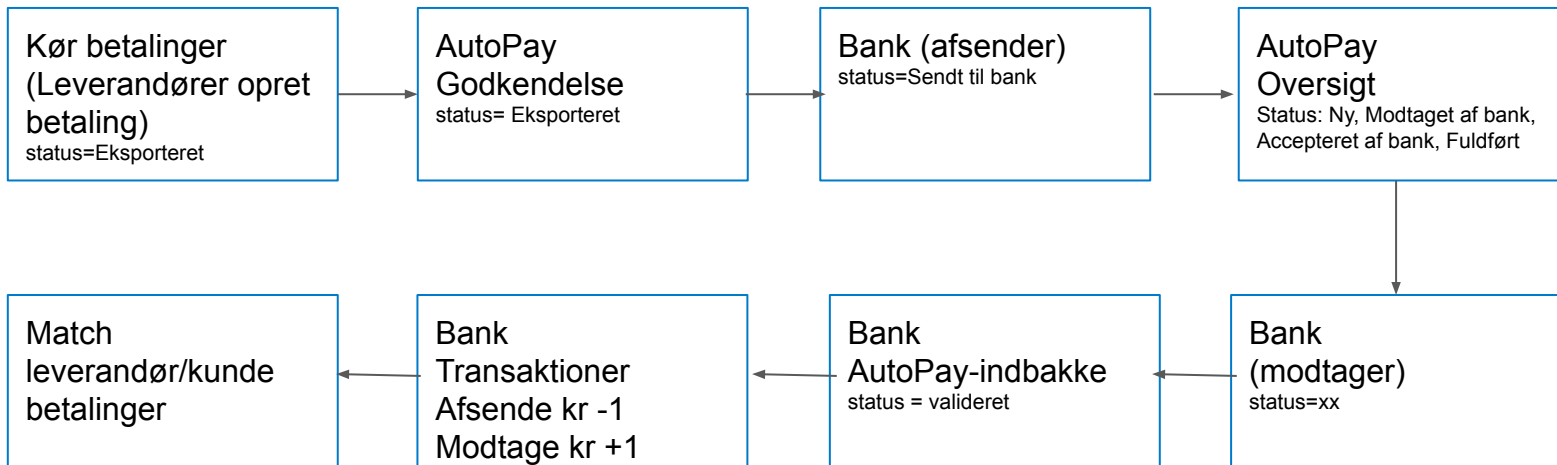 Kør betalinger
(Leverandører opret
betaling)
status=Eksporteret
AutoPay
Godkendelse
status= Eksporteret
Bank (afsender)
status=Sendt til bank
AutoPay
Oversigt
Status: Ny, Modtaget af bank,
Accepteret af bank, Fuldført
Match
leverandør/kunde
betalinger
Bank
Transaktioner
Afsende kr -1
Modtage kr +1
Bank
AutoPay-indbakke
status = valideret
Bank
(modtager)
status=xx